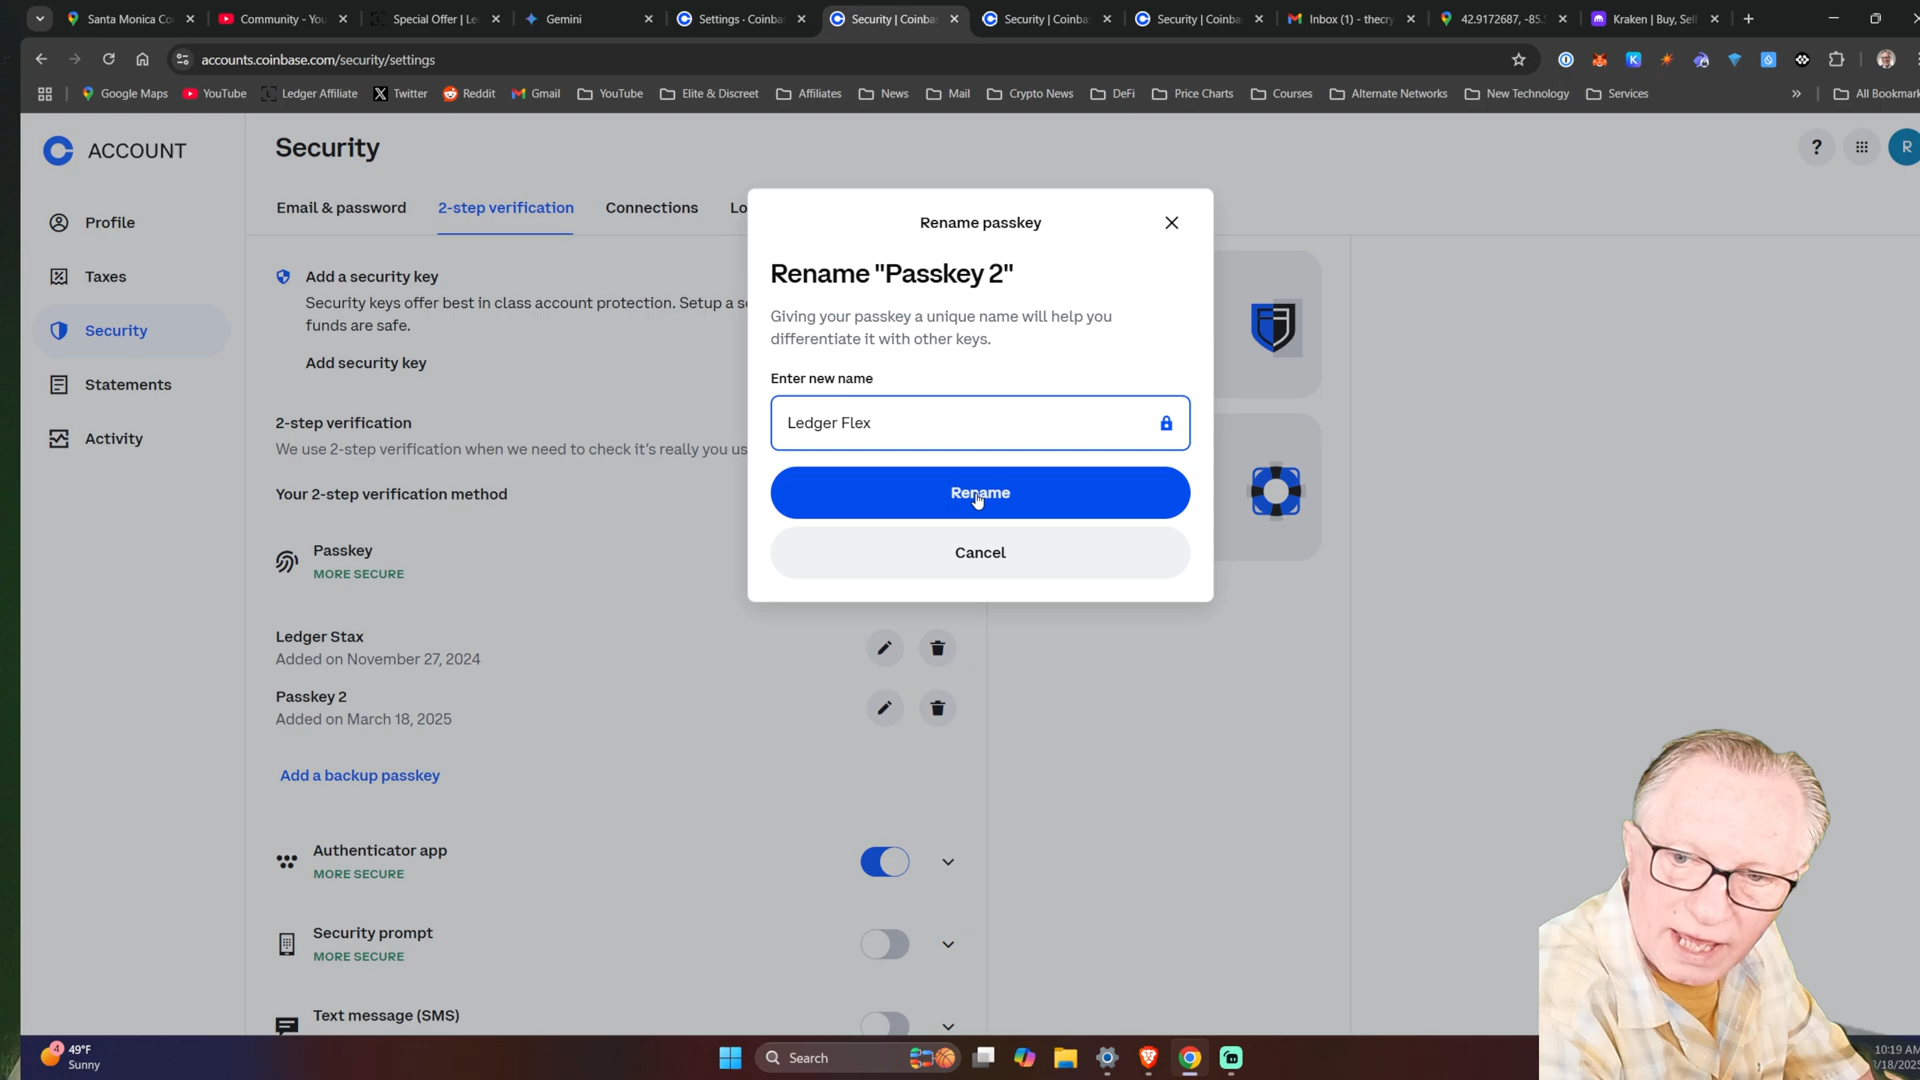 Santa Monica Co
Community - You
Special Offer | Le
Gemini
Settings - Coinba
Security | Coinba
Security | Coinba
Security | Coinba
Inbox (1) - thecry
42.9172687, -85.
Kraken | Buy, Sel
accounts.coinbase.com/security/settings
Google Maps
YouTube
Ledger Affiliate
Twitter
Reddit
Gmail
YouTube
Elite & Discreet
Affiliates
News
Mail
Crypto News
DeFi
Price Charts
Courses
Alternate Networks
New Technology
Services
All Bookmark
ACCOUNT
Profile
Taxes
Security
Statements
Activity
Security
?
R
Email & password
2-step verification
Connections
Lo
Add a security key
Security keys offer best in class account protection. Setup a s
funds are safe.
Add security key
2-step verification
We use 2-step verification when we need to check it's really you us
Your 2-step verification method
Passkey
MORE SECURE
Ledger Stax
Added on November 27, 2024
Passkey 2
Added on March 18, 2025
Add a backup passkey
Authenticator app
MORE SECURE
Security prompt
MORE SECURE
Text message (SMS)
Rename passkey
Rename "Passkey 2"
Giving your passkey a unique name will help you
differentiate it with other keys.
Enter new name
Ledger Flex
Rename
Cancel
4
49°F
Sunny
Search
10:19 AM
/18/2025